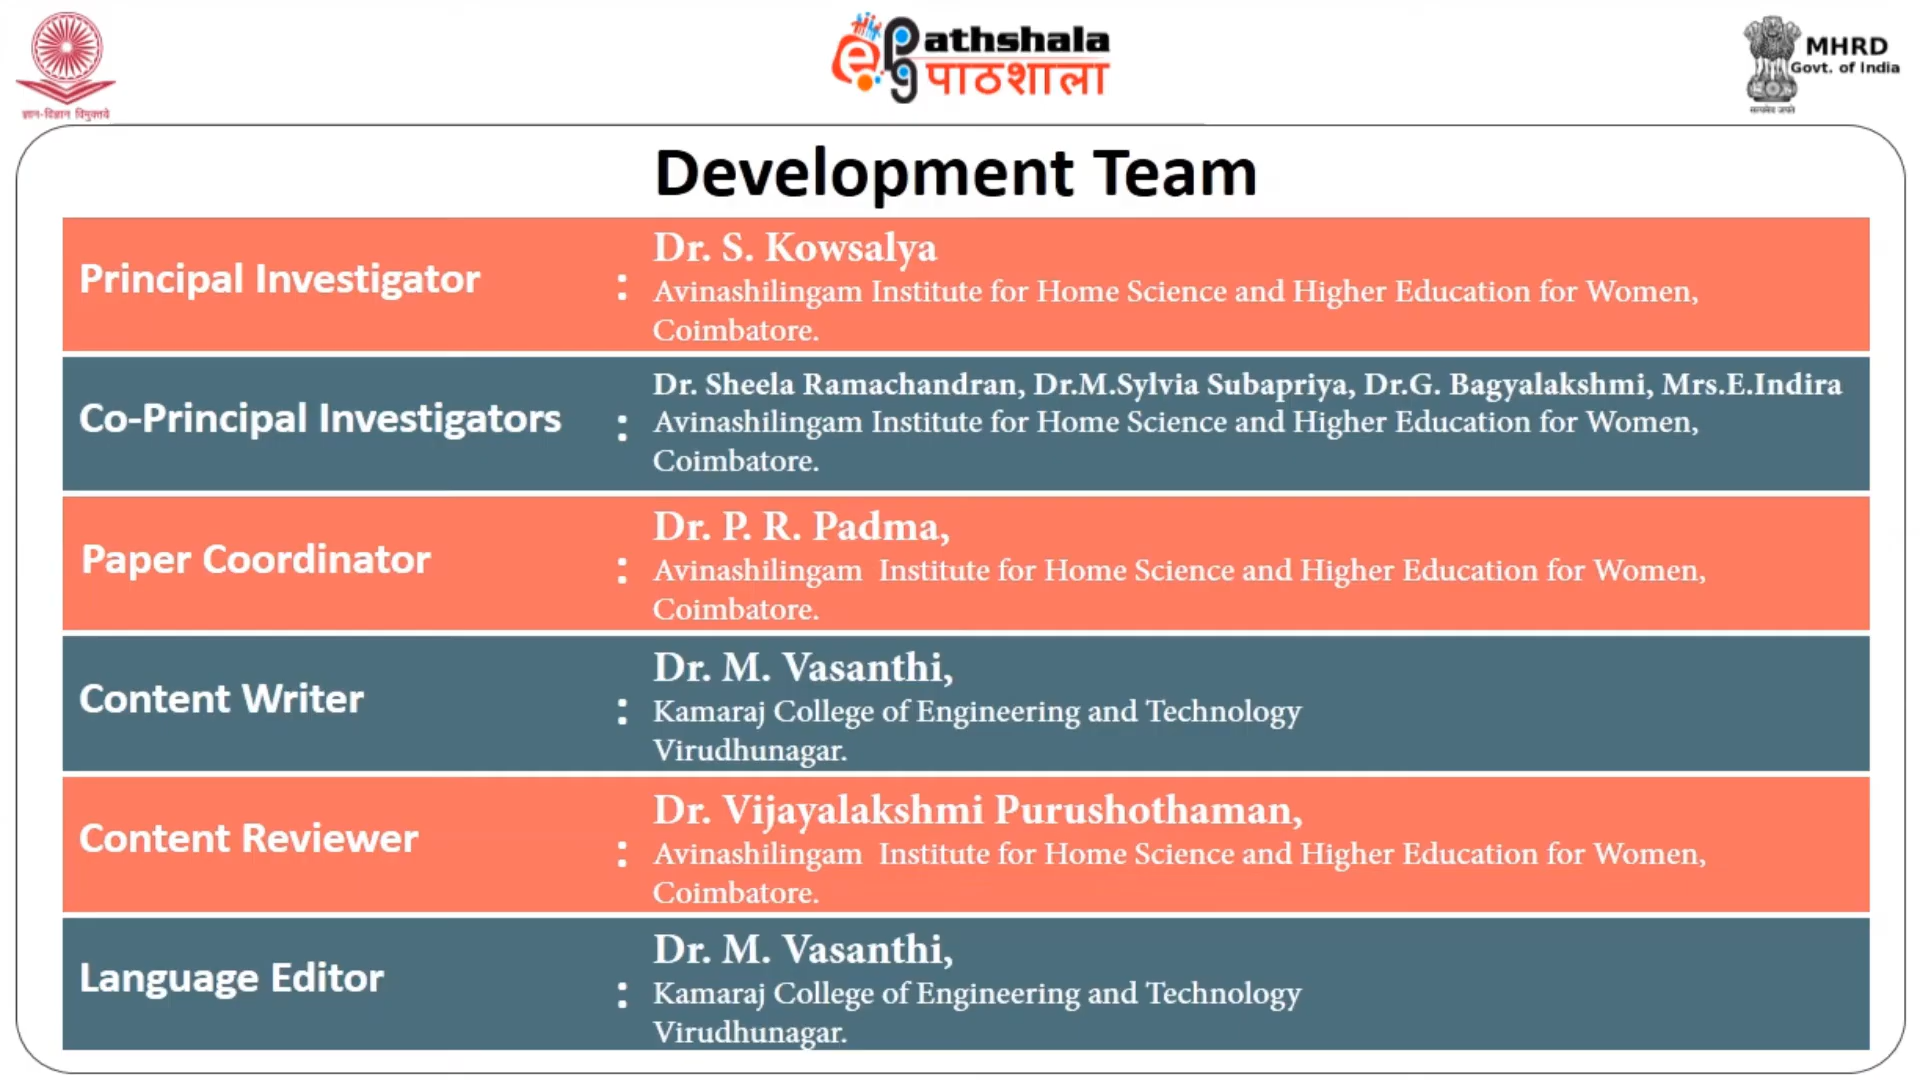 ज्ञान-विज्ञान विमुक्तये
ePG Pathshala
पाठशाला
MHRD
Govt. of India
सत्यमेव जयते
Development Team
Principal Investigator
:
Dr. S. Kowsalya
Avinashilingam Institute for Home Science and Higher Education for Women,
Coimbatore.
Co-Principal Investigators
:
Dr. Sheela Ramachandran, Dr.M.Sylvia Subapriya, Dr.G. Bagyalakshmi, Mrs.E.Indira
Avinashilingam Institute for Home Science and Higher Education for Women,
Coimbatore.
Paper Coordinator
:
Dr. P. R. Padma,
Avinashilingam  Institute for Home Science and Higher Education for Women,
Coimbatore.
Content Writer
:
Dr. M. Vasanthi,
Kamaraj College of Engineering and Technology
Virudhunagar.
Content Reviewer
:
Dr. Vijayalakshmi Purushothaman,
Avinashilingam  Institute for Home Science and Higher Education for Women,
Coimbatore.
Language Editor
:
Dr. M. Vasanthi,
Kamaraj College of Engineering and Technology
Virudhunagar.